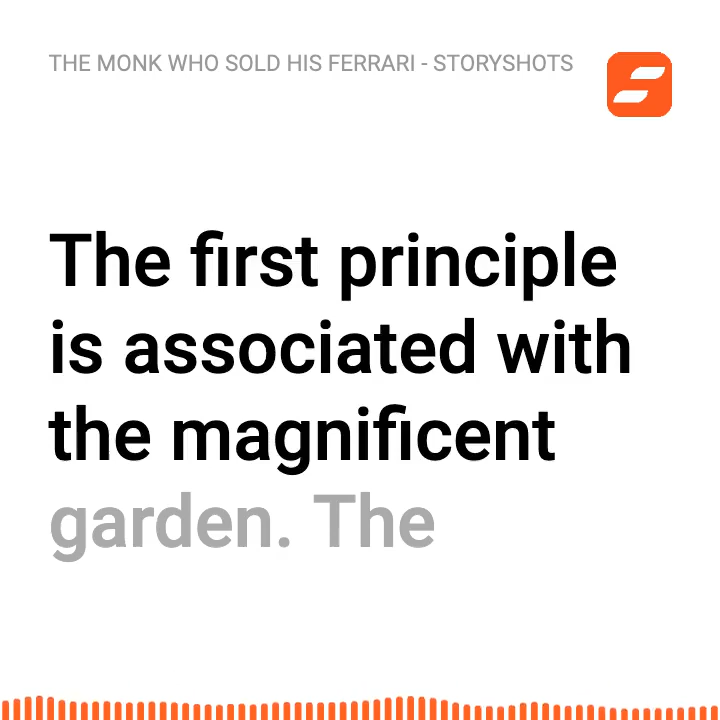 THE MONK WHO SOLD HIS FERRARI - STORYSHOTS
The first principle
is associated with
the magnificent
garden. The